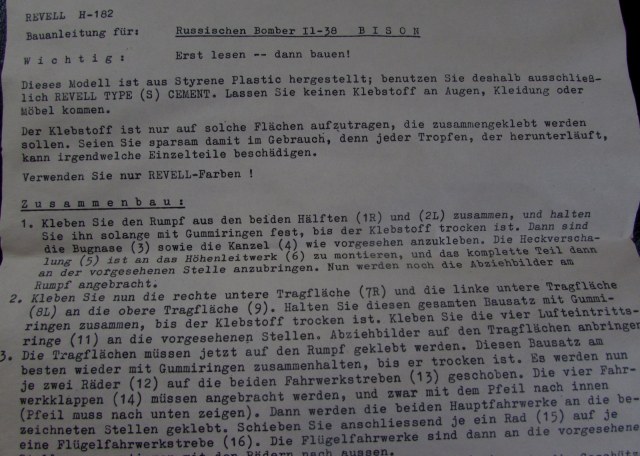 REVELL H-182
Bauanleitung für: Russischen Bomber Il-38 BISON
Wichtig: Erst lesen -- dann bauen!
Dieses Modell ist aus Styrene Plastic hergestellt; benutzen Sie deshalb ausschließ-
lich REVELL TYPE (S) CEMENT. Lassen Sie keinen Klebstoff an Augen, Kleidung oder
Möbel kommen.
Der Klebstoff ist nur auf solche Flächen aufzutragen, die zusammengeklebt werden
sollen. Seien Sie sparsam damit im Gebrauch, denn jeder Tropfen, der herunterläuft,
kann irgendwelche Einzelteile beschädigen.
Verwenden Sie nur REVELL-Farben !
Zusammenbau:
1. Kleben Sie den Rumpf aus den beiden Hälften (1R) und (2L) zusammen, und halten
Sie ihn solange mit Gummiringen fest, bis der Klebstoff trocken ist. Dann sind
die Bugnase (3) sowie die Kanzel (4) wie vorgesehen anzukleben. Die Heckverscha-
lung (5) ist an das Höhenleitwerk (6) zu montieren, und das komplette Teil dann
an der vorgesehenen Stelle anzubringen. Nun werden noch die Abziehbilder am
Rumpf angebracht.
2. Kleben Sie nun die rechte untere Tragfläche (7R) und die linke untere Tragfläche
(8L) an die obere Tragfläche (9). Halten Sie diesen gesamten Bausatz mit Gummi-
ringen zusammen, bis der Klebstoff trocken ist. Kleben Sie die vier Lufteintritts-
ringe (11) an die vorgesehenen Stellen. Abziehbilder auf den Tragflächen anbringen
3. Die Tragflächen müssen jetzt auf den Rumpf geklebt werden. Diesen Bausatz am
besten wieder mit Gummiringen zusammenhalten, bis er trocken ist. Es werden nun
je zwei Räder (12) auf die beiden Fahrwerkstreben (13) geschoben. Die vier Fahr-
werkklappen (14) müssen angebracht werden, und zwar mit dem Pfeil nach innen
(Pfeil muss nach unten zeigen). Dann werden die beiden Hauptfahrwerke an die be-
zeichneten Stellen geklebt. Schieben Sie anschliessend je ein Rad (15) auf je
eine Flügelfahrwerkstrebe (16). Die Flügelfahrwerke sind dann an die vorgesehene
mit den Rädern nach aussen.